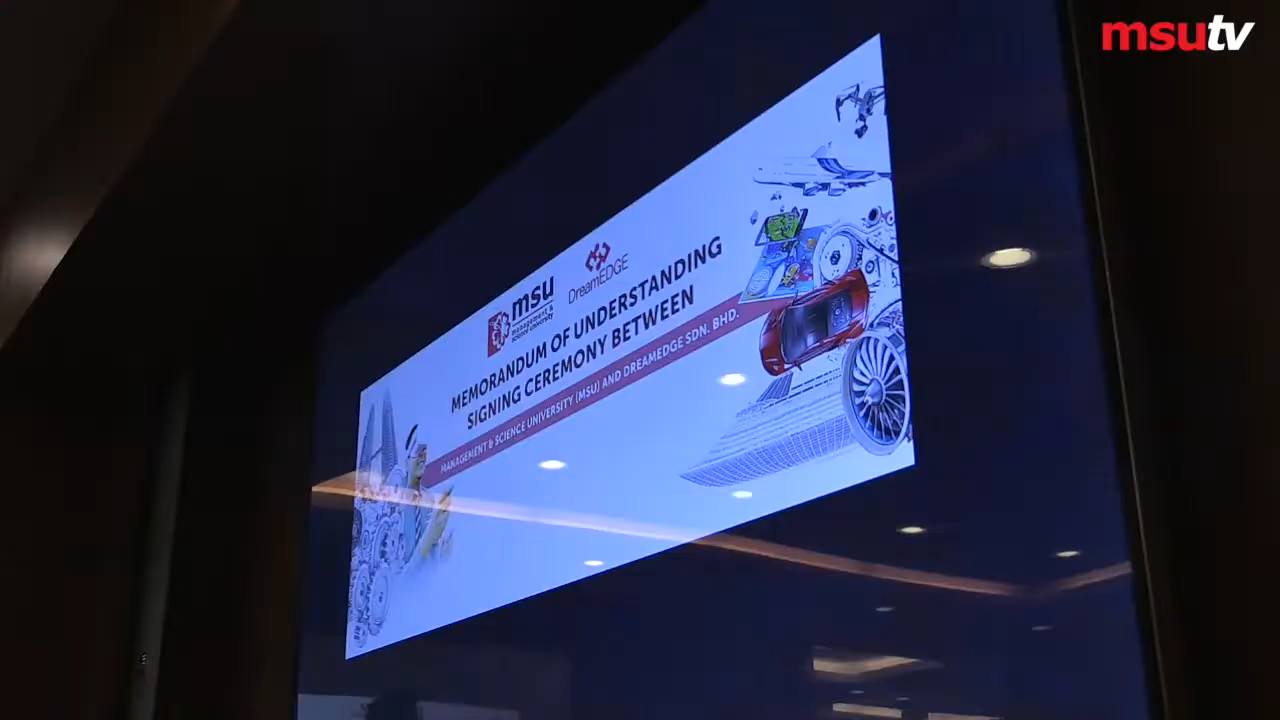 msutv
msu
management &
science university
DreamEDGE
MEMORANDUM OF UNDERSTANDING
SIGNING CEREMONY BETWEEN
MANAGEMENT & SCIENCE UNIVERSITY (MSU) AND DREAMEDGE SDN. BHD.